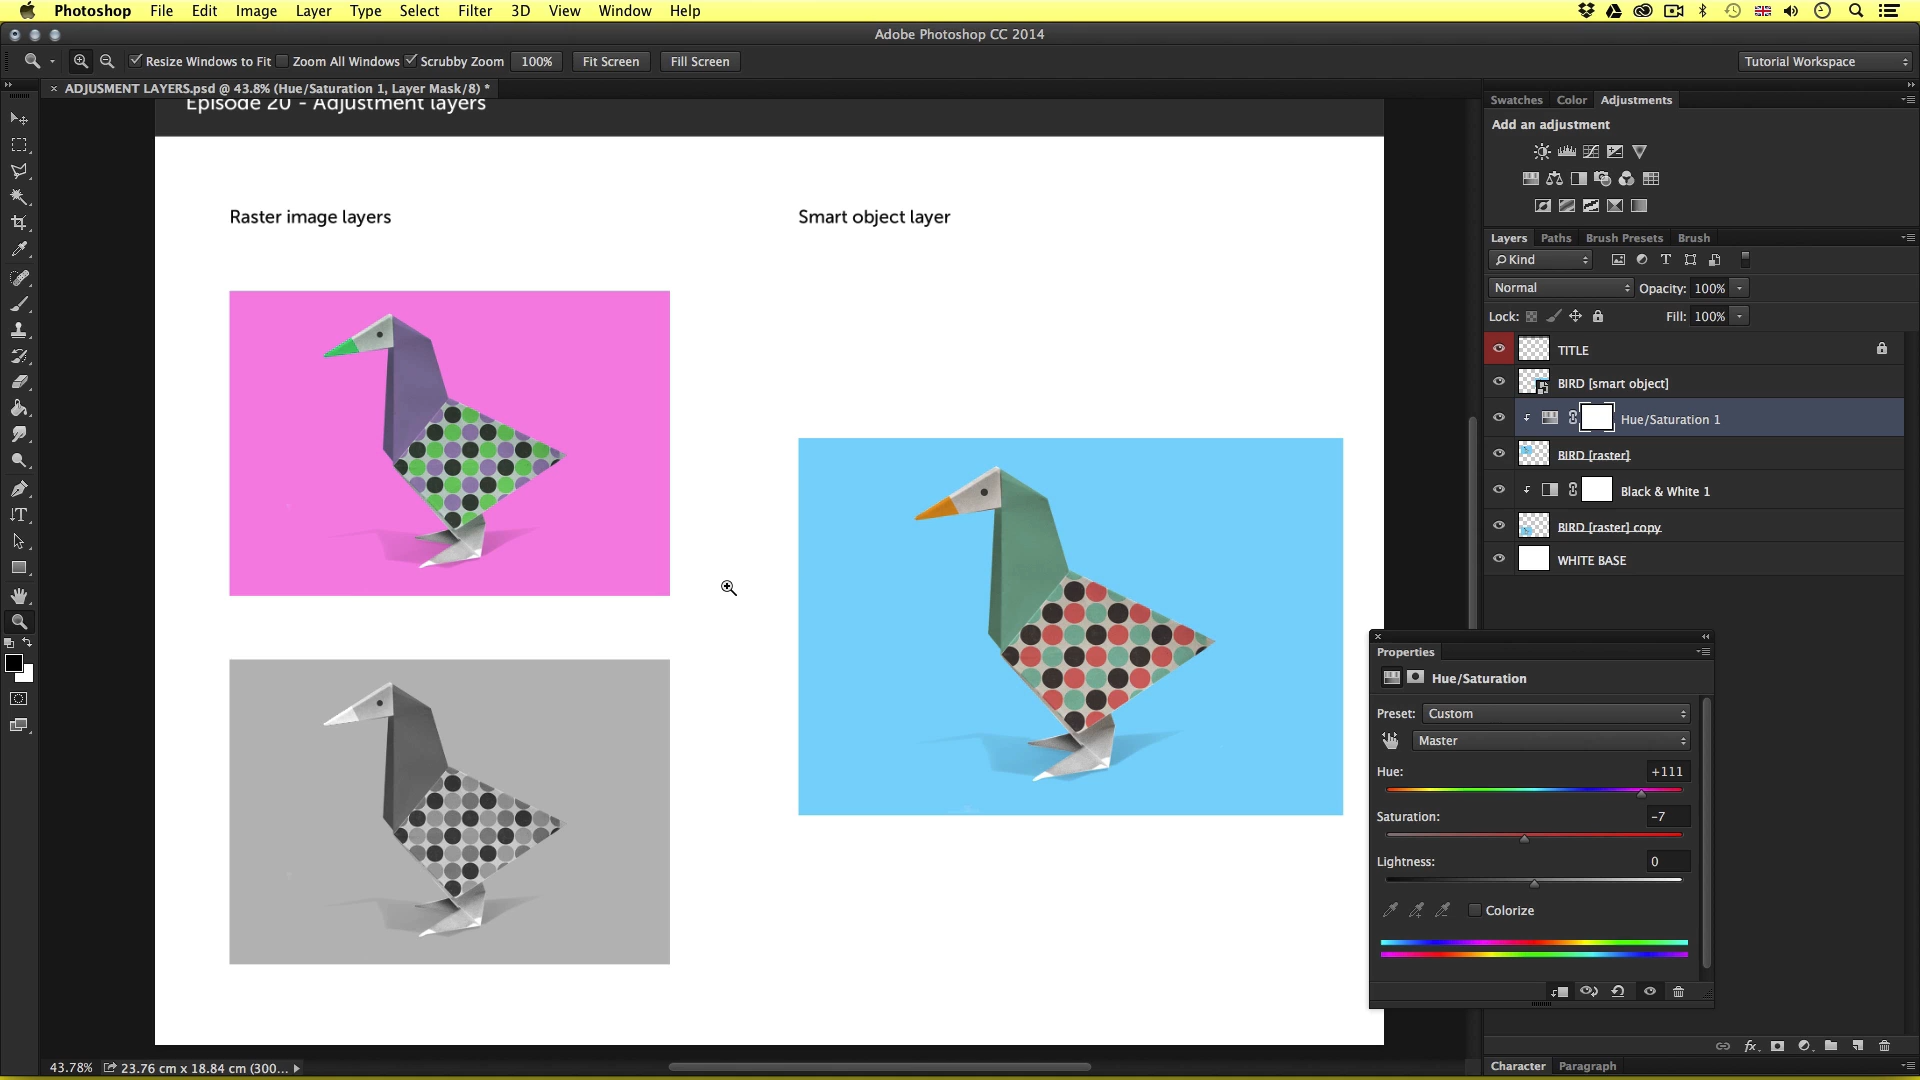 Photoshop File Edit Image Layer Type Select Filter 3D View Window Help
Adobe Photoshop CC 2014
Resize Windows to Fit Zoom All Windows Scrubby Zoom 100% Fit Screen Fill Screen Tutorial Workspace
ADJUSMENT LAYERS.psd @ 43.8% (Hue/Saturation 1, Layer Mask/8) *
Episode 20 - Adjustment layers
Raster image layers
Smart object layer
Swatches Color Adjustments
Add an adjustment
Layers Paths Brush Presets Brush
Kind
Normal Opacity: 100%
Lock: Fill: 100%
TITLE
BIRD [smart object]
Hue/Saturation 1
BIRD [raster]
Black & White 1
BIRD [raster] copy
WHITE BASE
Properties
Hue/Saturation
Preset: Custom
Master
Hue: +111
Saturation: -7
Lightness: 0
Colorize
fx
43.78% 23.76 cm x 18.84 cm (300...
Character Paragraph